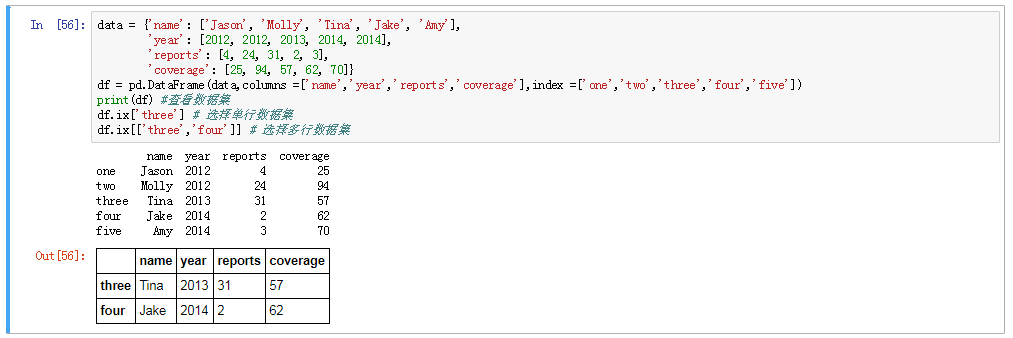 In [56]: data = {'name': ['Jason', 'Molly', 'Tina', 'Jake', 'Amy'],
'year': [2012, 2012, 2013, 2014, 2014],
'reports': [4, 24, 31, 2, 3],
'coverage': [25, 94, 57, 62, 70]}
df = pd.DataFrame(data,columns =['name','year','reports','coverage'],index =['one','two','three','four','five'])
print(df) #查看数据集
df.ix['three'] # 选择单行数据集
df.ix[['three','four']] # 选择多行数据集
name year reports coverage
one Jason 2012 4 25
two Molly 2012 24 94
three Tina 2013 31 57
four Jake 2014 2 62
five Amy 2014 3 70
Out[56]:
name year reports coverage
three Tina 2013 31 57
four Jake 2014 2 62